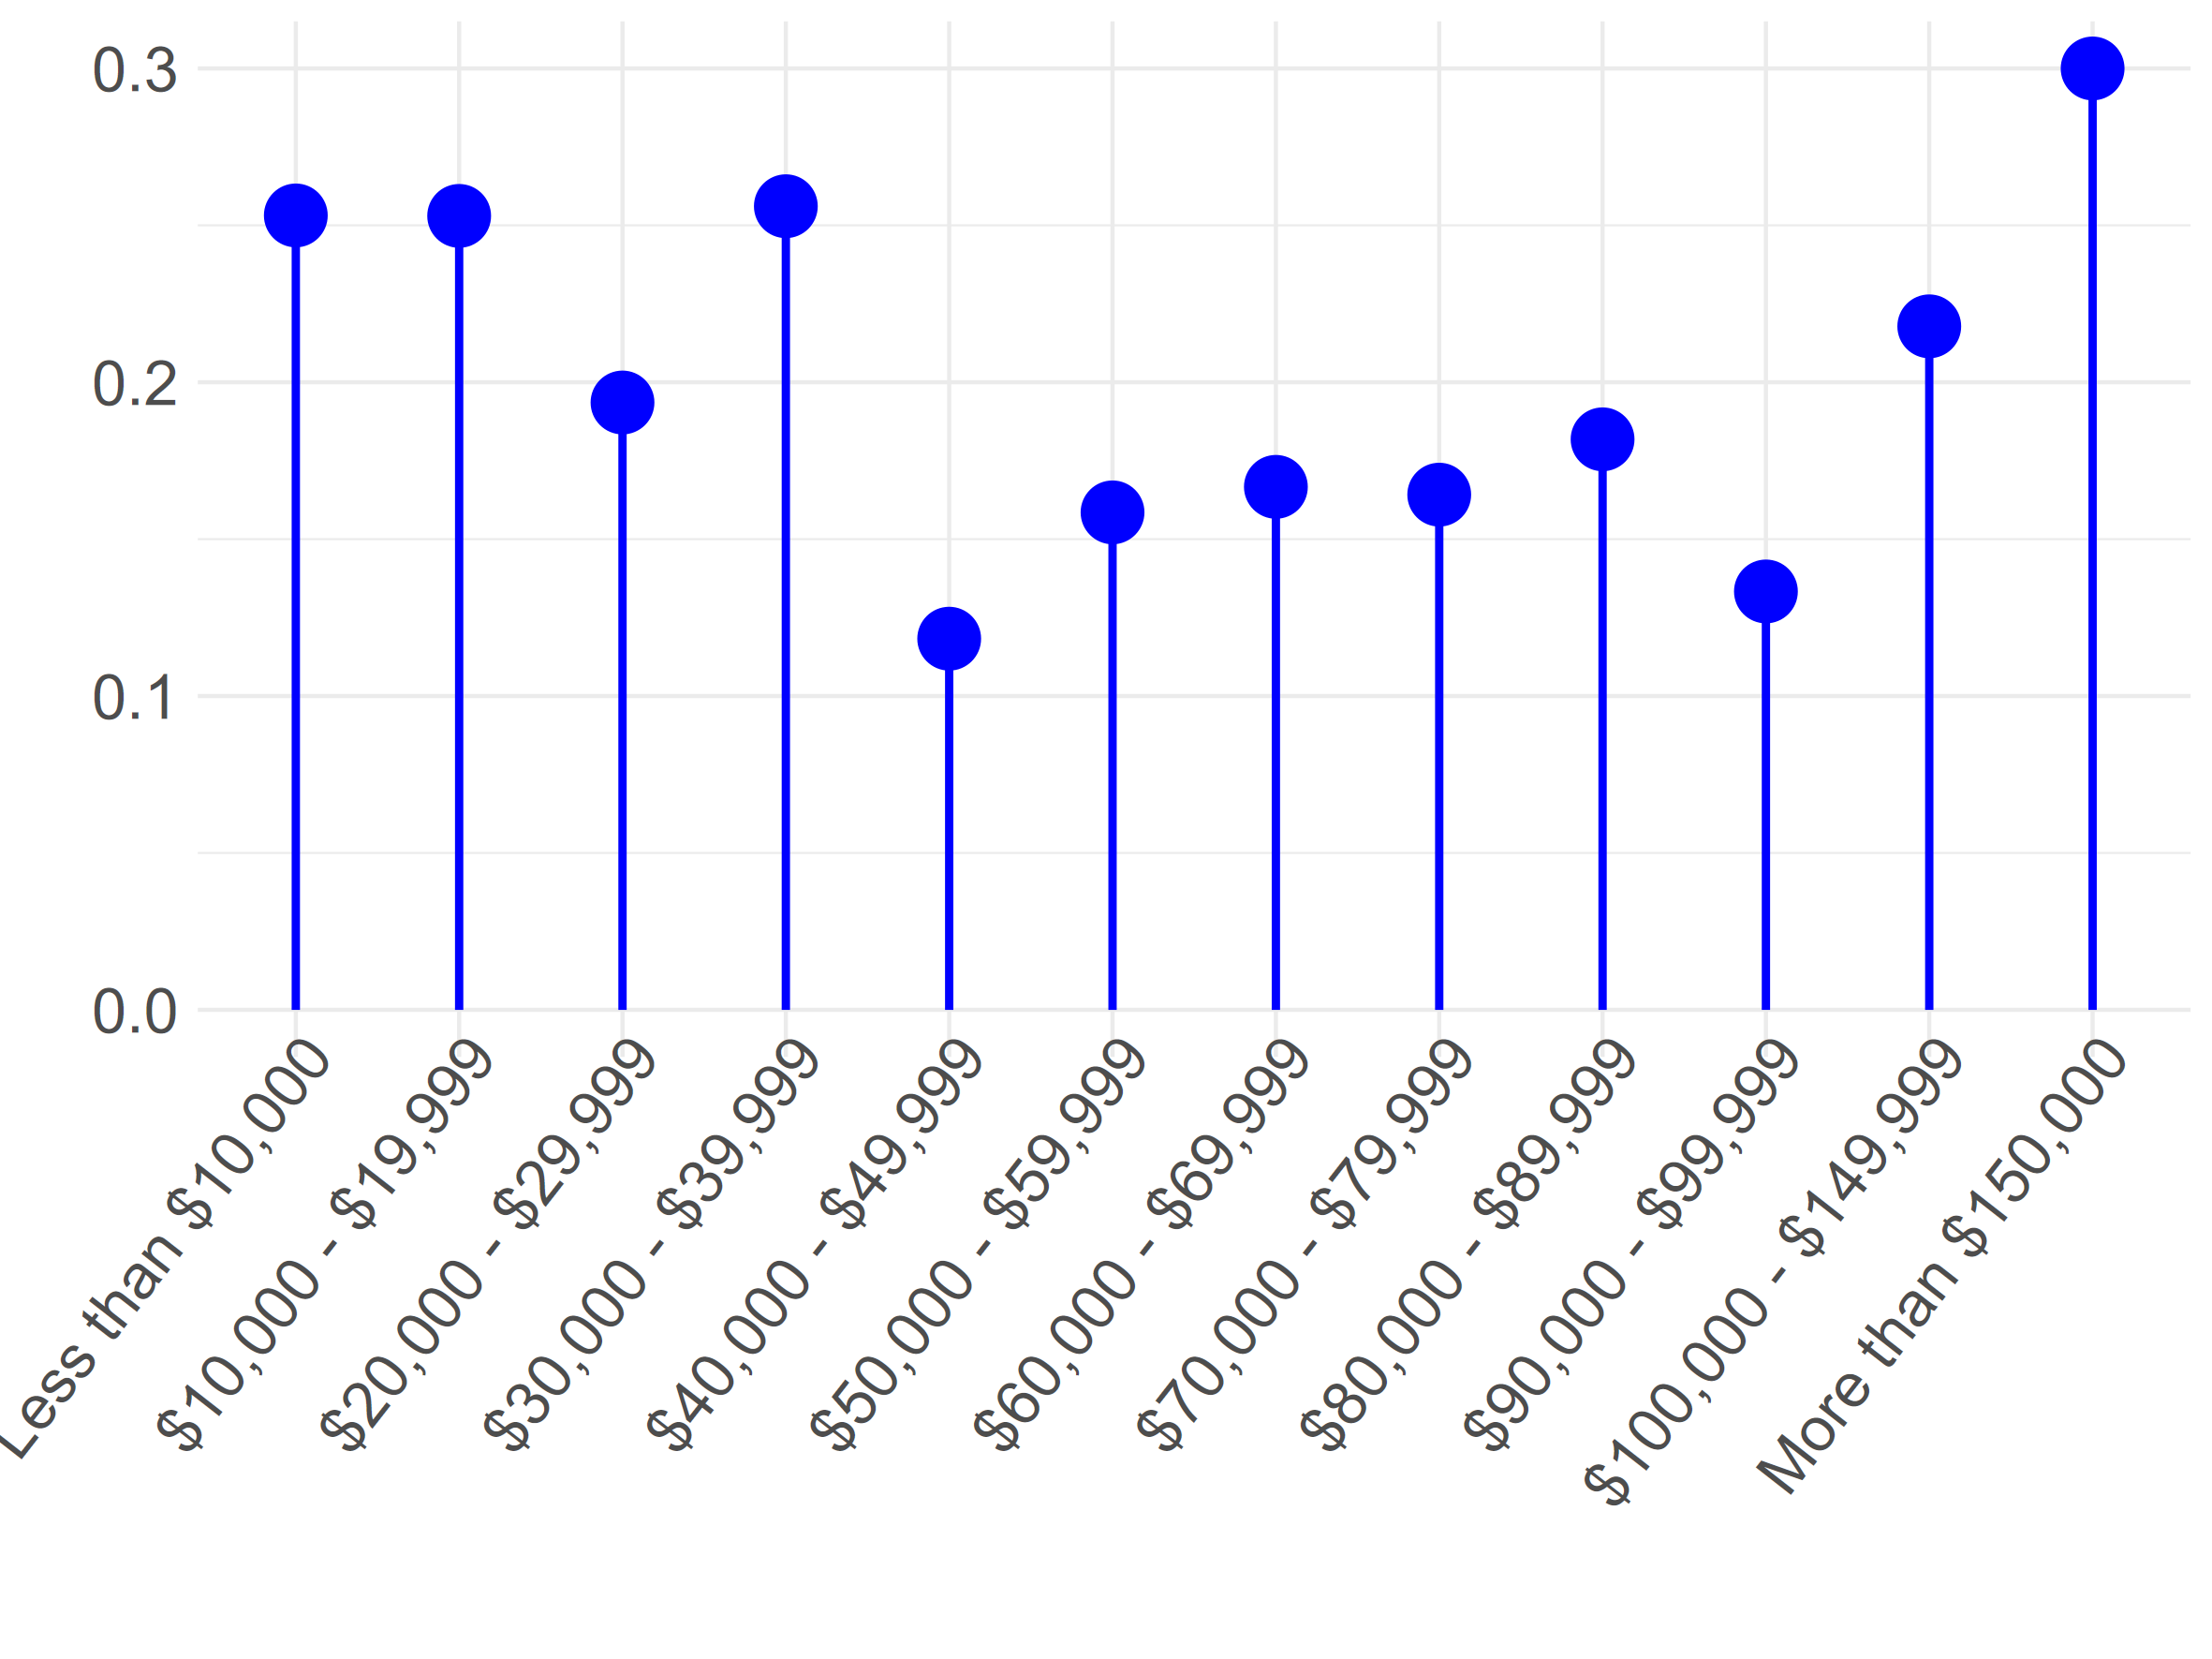 0.3
0.2
0.1
0.0
Less than $10,000
$10,000 - $19,999
$20,000 - $29,999
$30,000 - $39,999
$40,000 - $49,999
$50,000 - $59,999
$60,000 - $69,999
$70,000 - $79,999
$80,000 - $89,999
$90,000 - $99,999
$100,000 - $149,999
More than $150,000